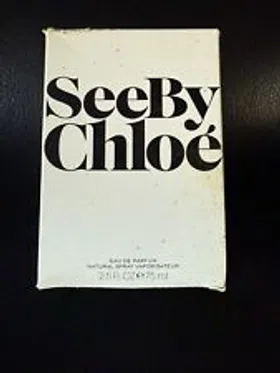 SeeBy
Chloé
EAU DE PARFUM
NATURAL SPRAY VAPORISATEUR
2.5 FL.OZ℮75 ml